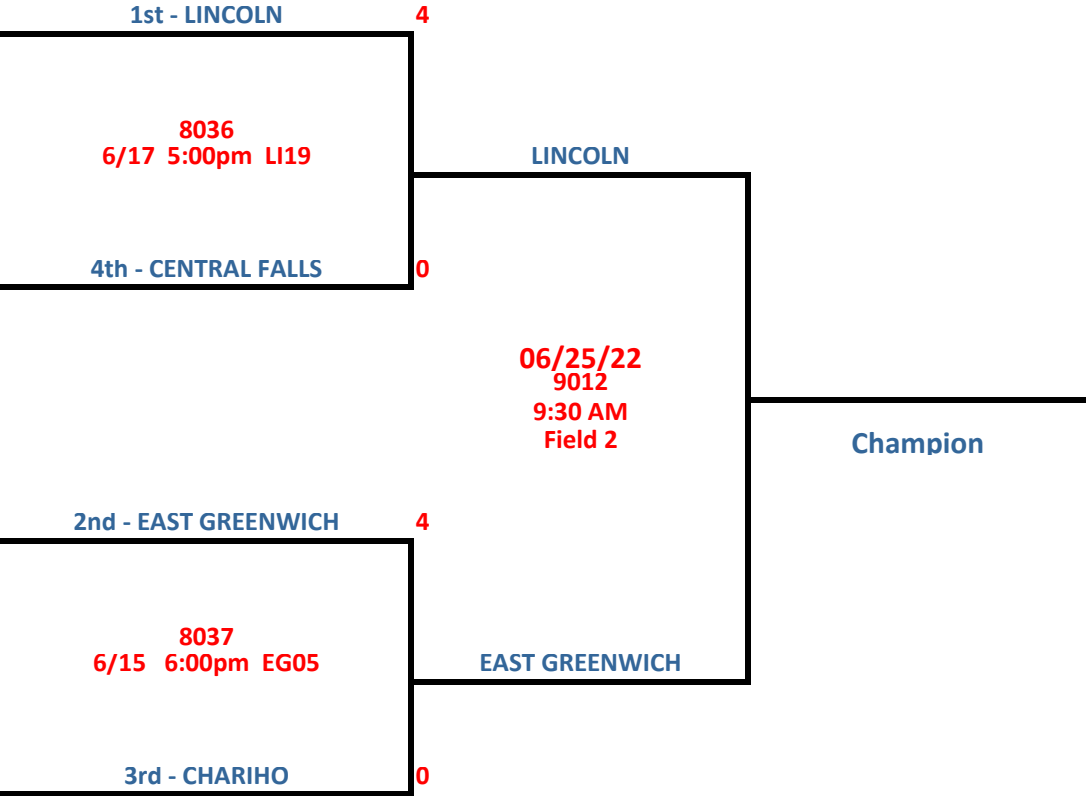 1st - LINCOLN 4
8036
6/17 5:00pm LI19
4th - CENTRAL FALLS 0
LINCOLN
06/25/22
9012
9:30 AM
Field 2
Champion
2nd - EAST GREENWICH 4
8037
6/15 6:00pm EG05
3rd - CHARIHO 0
EAST GREENWICH